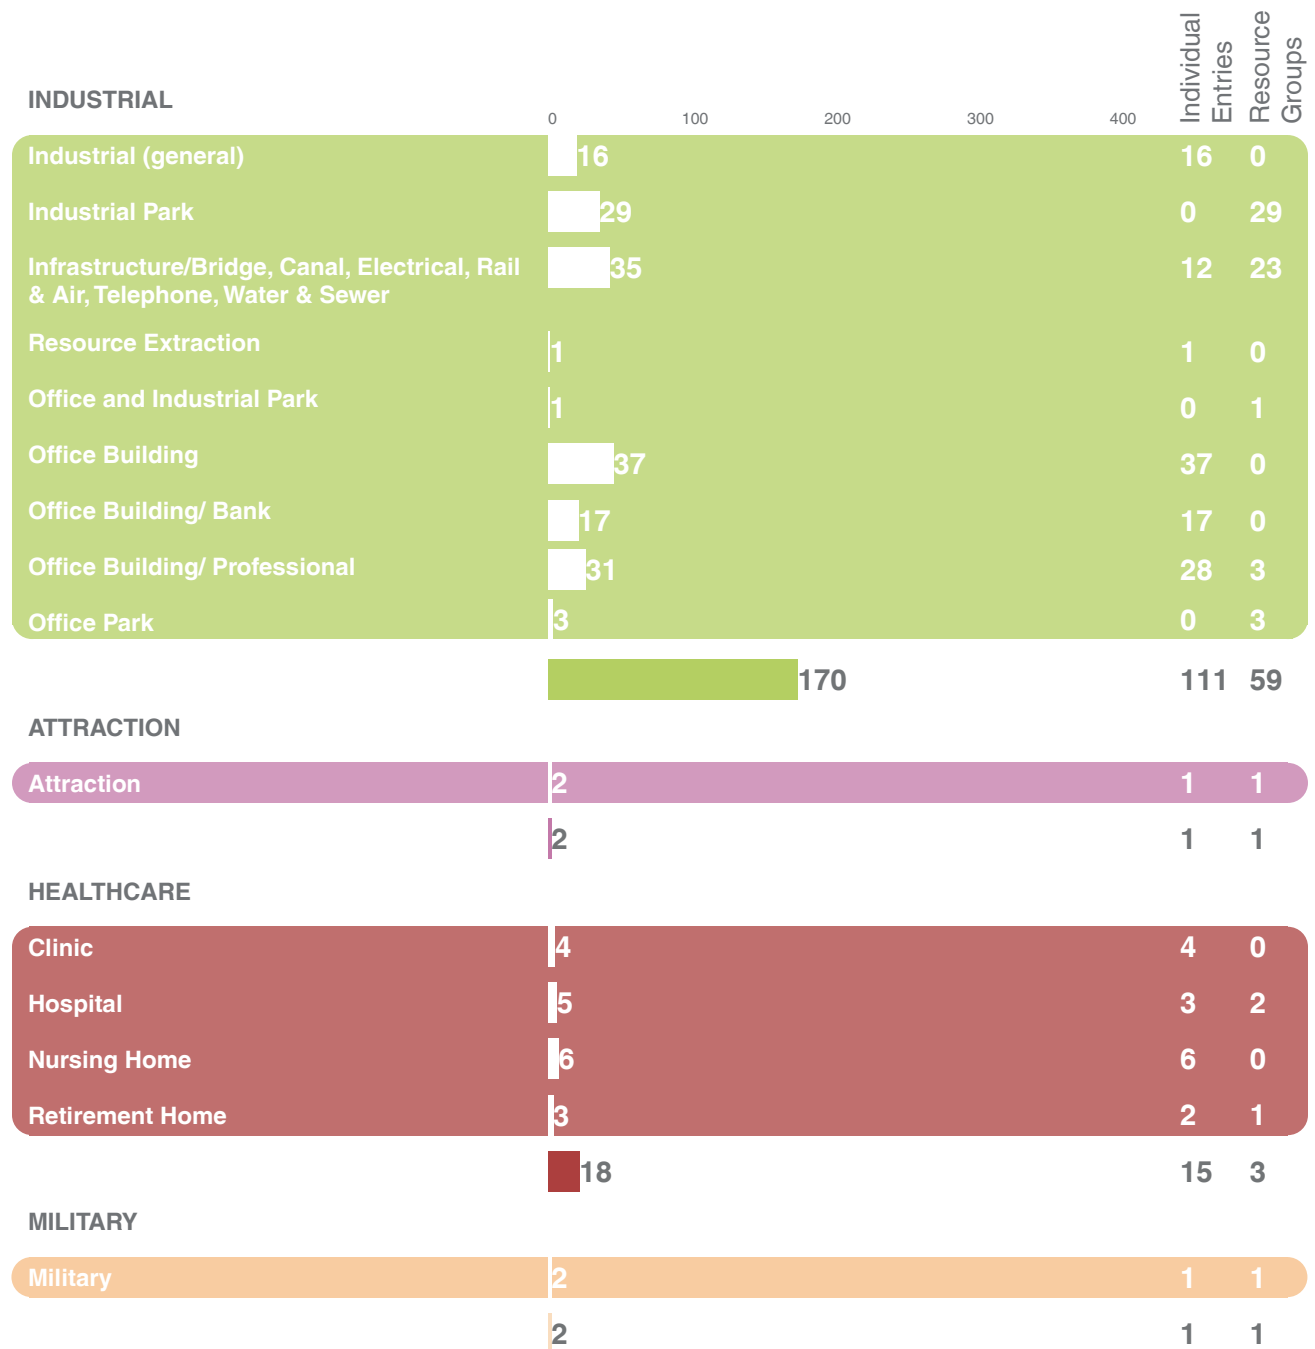 Individual
Entries
Resource
Groups
INDUSTRIAL
0 100 200 300 400
Industrial (general) 16 16 0
Industrial Park 29 0 29
Infrastructure/Bridge, Canal, Electrical, Rail 35 12 23
& Air, Telephone, Water & Sewer
Resource Extraction 1 1 0
Office and Industrial Park 1 0 1
Office Building 37 37 0
Office Building/ Bank 17 17 0
Office Building/ Professional 31 28 3
Office Park 3 0 3
170 111 59
ATTRACTION
Attraction 2 1 1
2 1 1
HEALTHCARE
Clinic 4 4 0
Hospital 5 3 2
Nursing Home 6 6 0
Retirement Home 3 2 1
18 15 3
MILITARY
Military 2 1 1
2 1 1